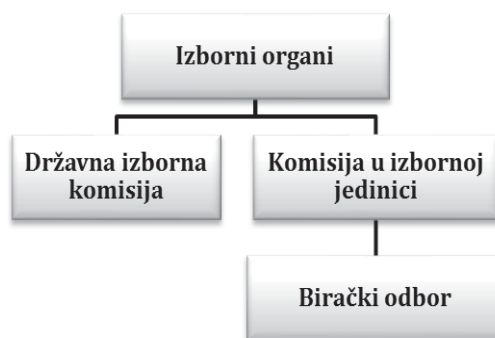 Izborni organi
Državna izborna
komisija
Komisija u izbornoj
jedinici
Birački odbor